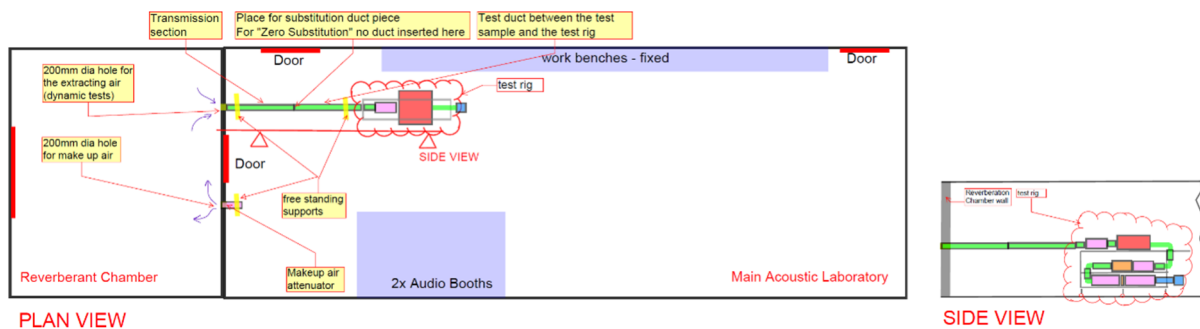 Transmission
section
Place for substitution duct piece
For "Zero Substitution" no duct inserted here
Test duct between the test
sample and the test rig
200mm dia hole for
the extracting air
(dynamic tests)
Door
work benches - fixed
Door
test rig
200mm dia hole
for make up air
Door
SIDE VIEW
free standing
supports
Reverberation
Chamber wall
test rig
Reverberant Chamber
Makeup air
attenuator
2x Audio Booths
Main Acoustic Laboratory
PLAN VIEW
SIDE VIEW